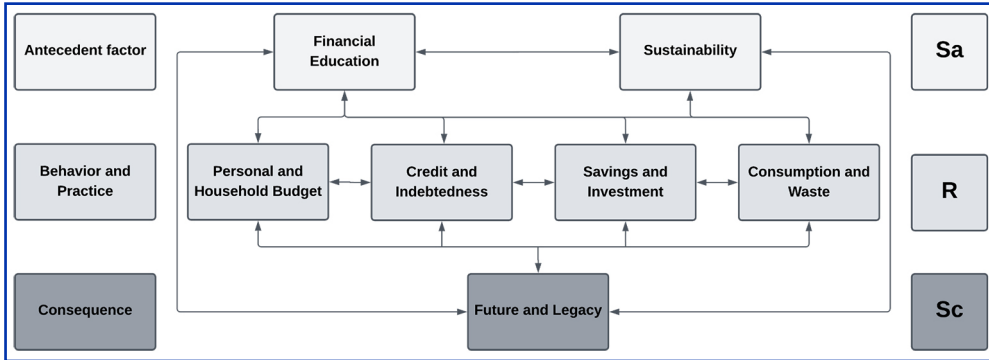 Antecedent factor
Financial
Education
Sustainability
Sa
Behavior and
Practice
Personal and
Household Budget
Credit and
Indebtedness
Savings and
Investment
Consumption and
Waste
R
Consequence
Future and Legacy
Sc